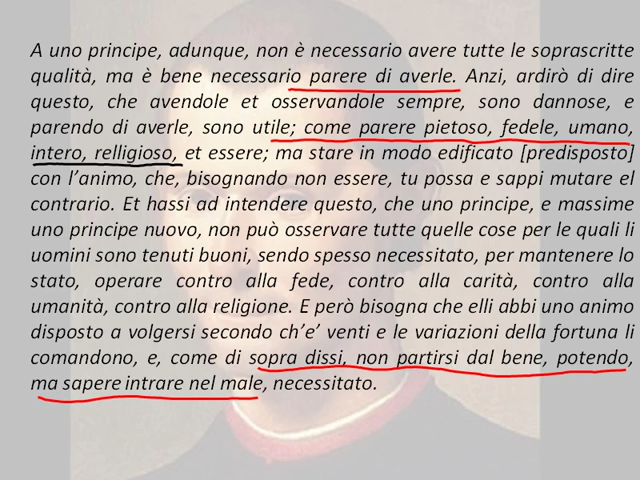 A uno principe, adunque, non è necessario avere tutte le soprascritte
qualità, ma è bene necessario parere di averle. Anzi, ardirò di dire
questo, che avendole et osservandole sempre, sono dannose, e
parendo di averle, sono utile; come parere pietoso, fedele, umano,
intero, relligioso, et essere; ma stare in modo edificato [predisposto]
con l’animo, che, bisognando non essere, tu possa e sappi mutare el
contrario. Et hassi ad intendere questo, che uno principe, e massime
uno principe nuovo, non può osservare tutte quelle cose per le quali li
uomini sono tenuti buoni, sendo spesso necessitato, per mantenere lo
stato, operare contro alla fede, contro alla carità, contro alla
umanità, contro alla religione. E però bisogna che elli abbi uno animo
disposto a volgersi secondo ch’e’ venti e le variazioni della fortuna li
comandono, e, come di sopra dissi, non partirsi dal bene, potendo,
ma sapere intrare nel male, necessitato.